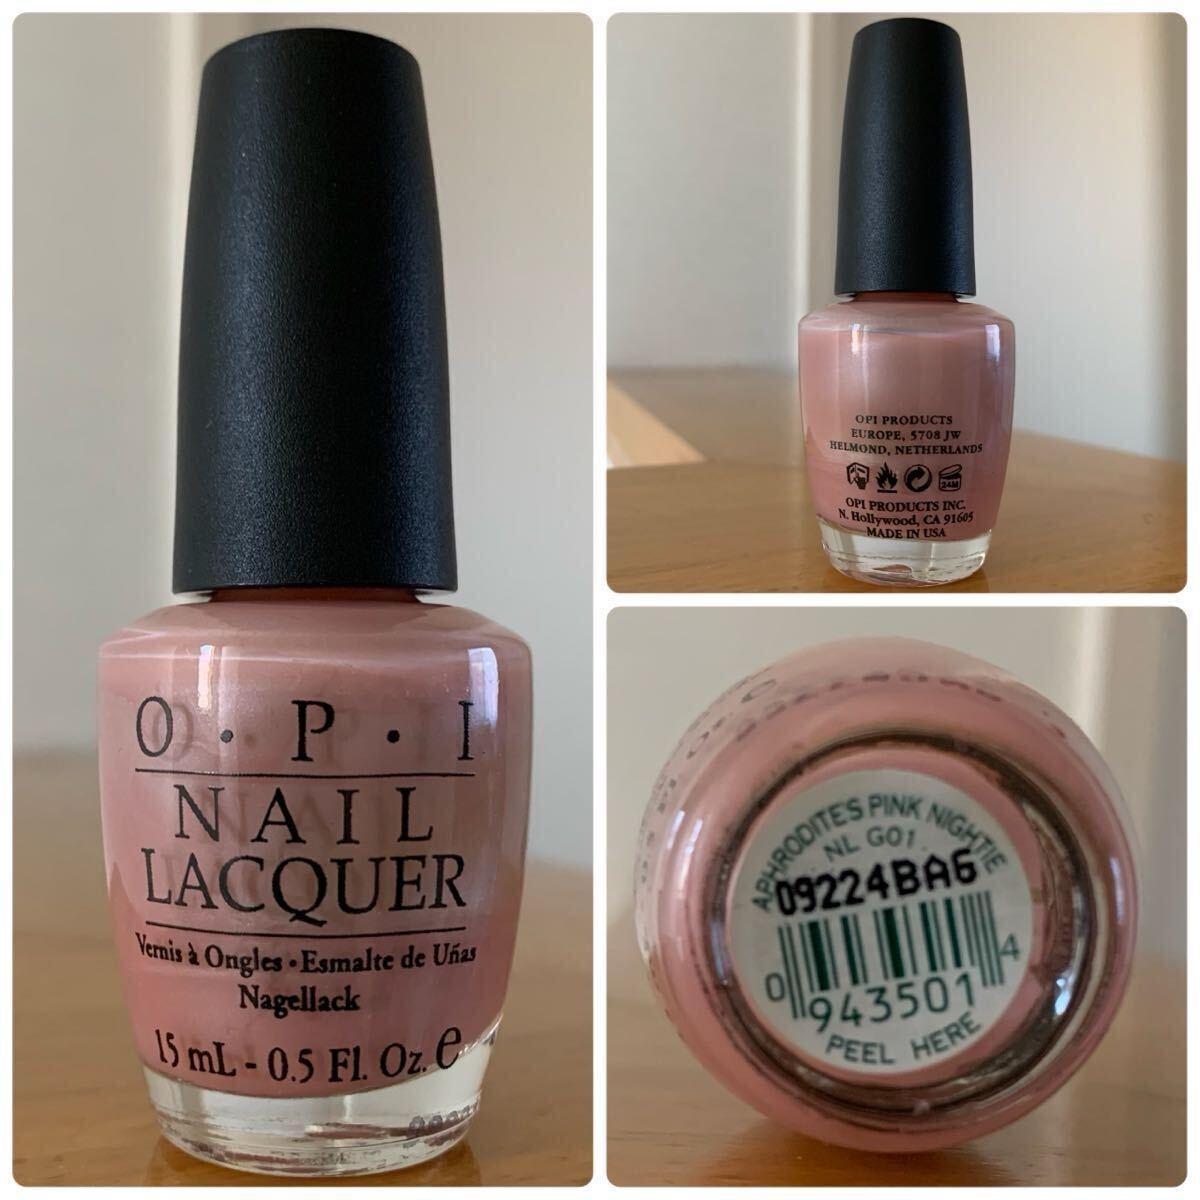 O·P·I
NAIL
LACQUER
Vernis à Ongles • Esmalte de Uñas
Nagellack
15 mL - 0.5 Fl. Oz. e
OPI PRODUCTS
EUROPE, 5708 JW
HELMOND, NETHERLANDS
24M
OPI PRODUCTS INC.
N. Hollywood, CA 91605
MADE IN USA
APHRODITE'S PINK NIGHTIE
NL G01
09224BA6
0 943501 4
PEEL HERE